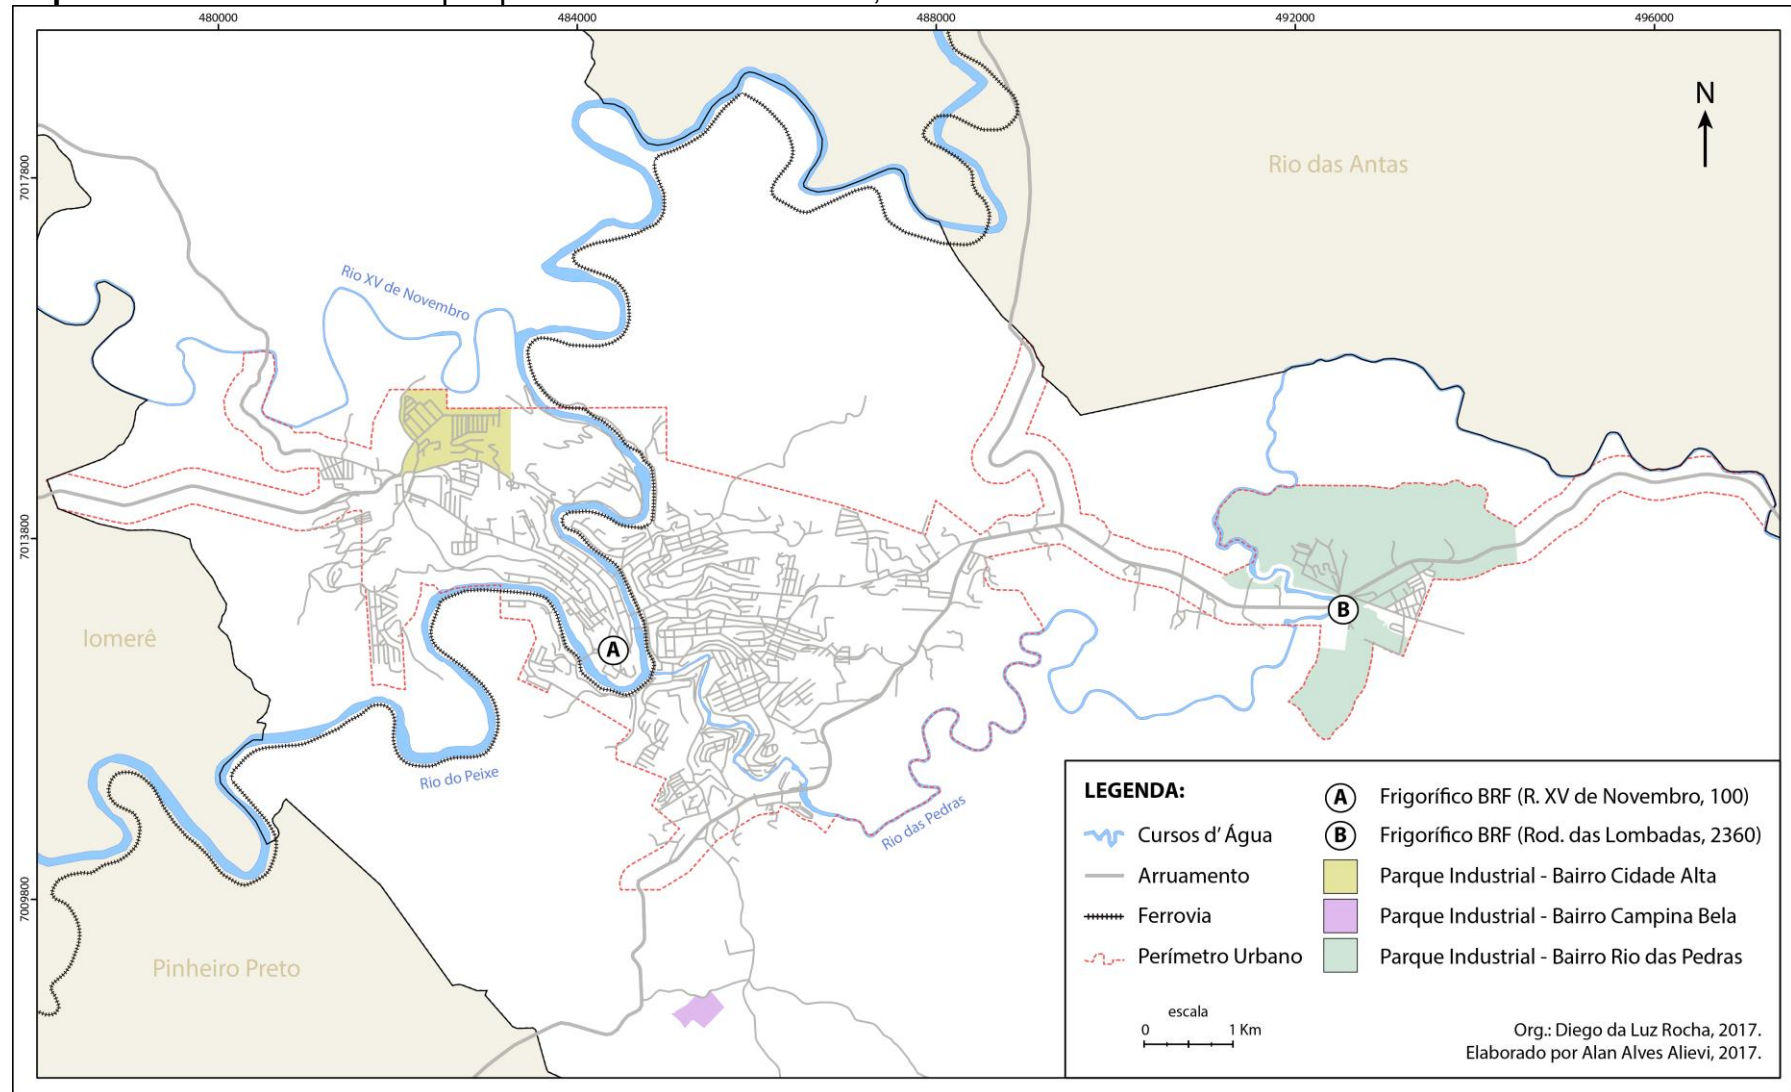 480000
484000
488000
492000
496000
N
7017800
Rio das Antas
Rio XV de Novembro
7013800
Iomerê
A
B
Rio do Peixe
Rio das Pedras
7009800
Pinheiro Preto
LEGENDA:
Cursos d’ Água
Arruamento
Ferrovia
Perímetro Urbano
A Frigorífico BRF (R. XV de Novembro, 100)
B Frigorífico BRF (Rod. das Lombadas, 2360)
Parque Industrial - Bairro Cidade Alta
Parque Industrial - Bairro Campina Bela
Parque Industrial - Bairro Rio das Pedras
escala
0 1 Km
Org.: Diego da Luz Rocha, 2017.
Elaborado por Alan Alves Alievi, 2017.